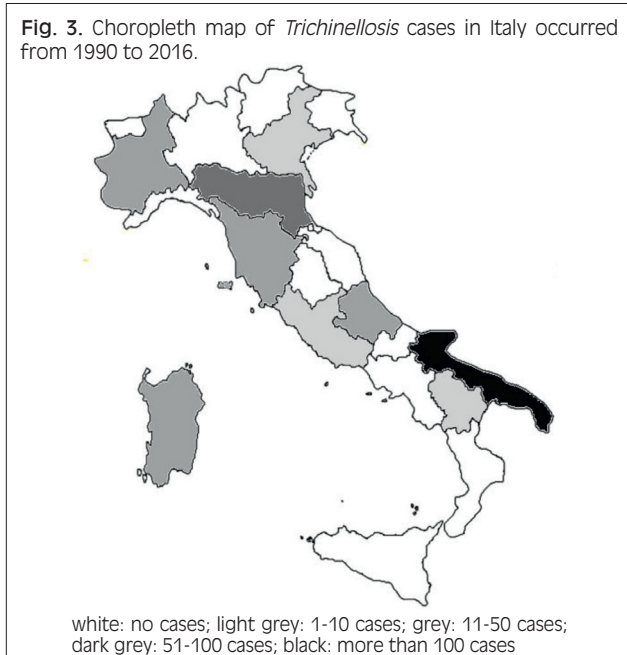 Fig. 3. Choropleth map of Trichinellosis cases in Italy occurred
from 1990 to 2016.
white: no cases; light grey: 1-10 cases; grey: 11-50 cases;
dark grey: 51-100 cases; black: more than 100 cases